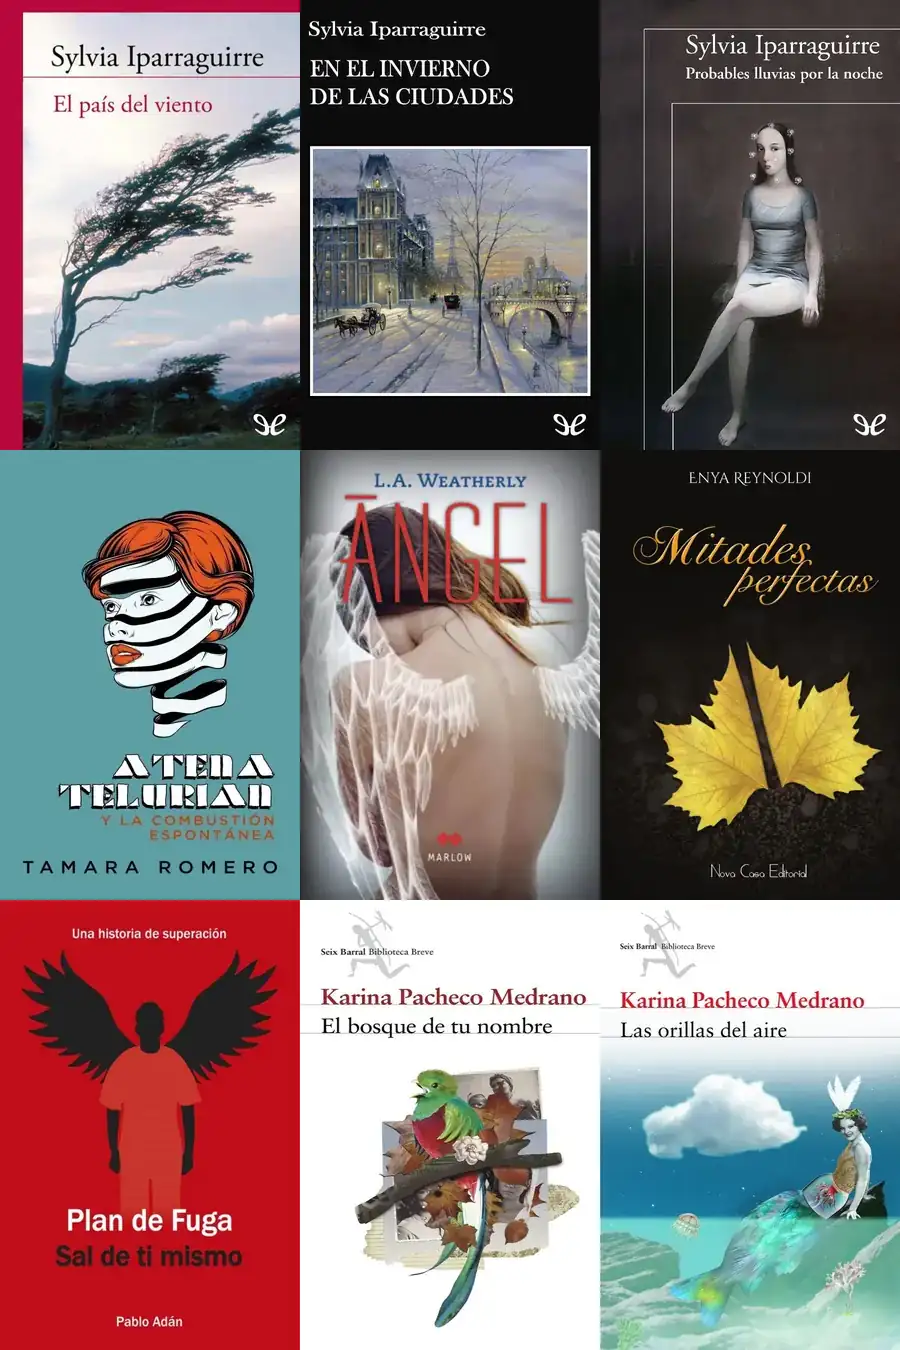 Sylvia Iparraguirre
El país del viento
Sylvia Iparraguirre
EN EL INVIERNO
DE LAS CIUDADES
Sylvia Iparraguirre
Probables lluvias por la noche
ATENA
TELURIAN
Y LA COMBUSTIÓN
ESPONTÁNEA
TAMARA ROMERO
L.A. WEATHERLY
ANGEL
MARLOW
ENYA REYNOLDI
Mitades
perfectas
Nova Casa Editorial
Una historia de superación
Plan de Fuga
Sal de ti mismo
Pablo Adán
Seix Barral Biblioteca Breve
Karina Pacheco Medrano
El bosque de tu nombre
Seix Barral Biblioteca Breve
Karina Pacheco Medrano
Las orillas del aire